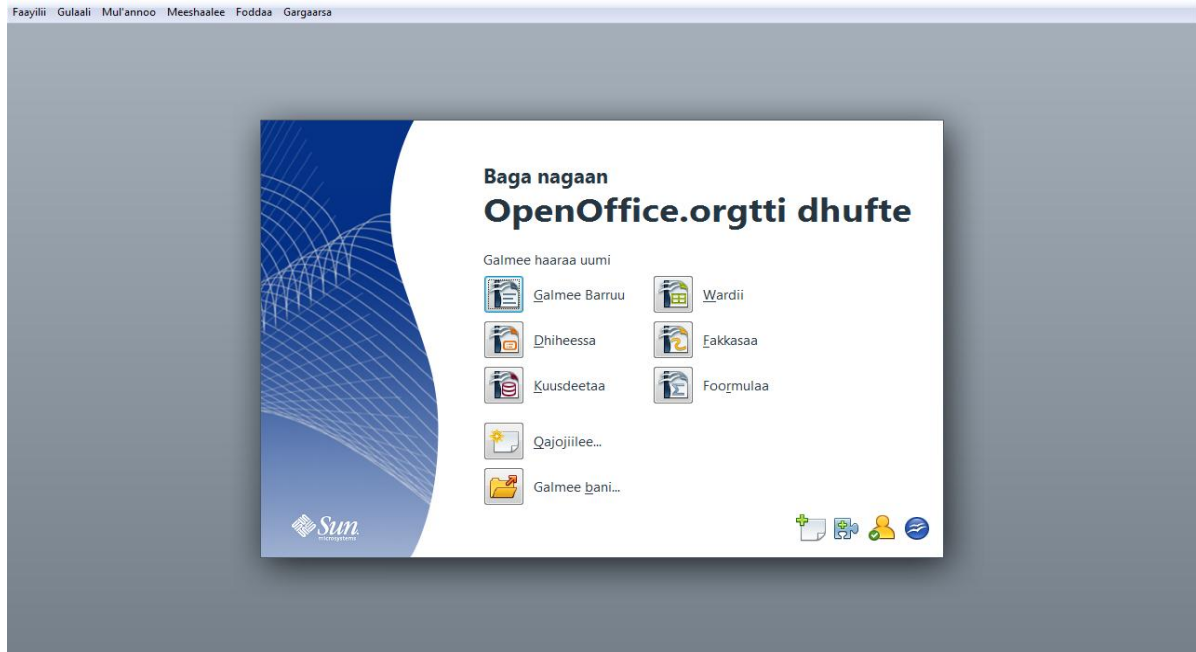 Faayilii Gulaali Mul'annoo Meeshaalee Foddaa Gargaarsa
Baga nagaan
OpenOffice.orgtti dhufte
Galmee haaraa uumi
Galmee Barruu Wardii
Dhiheessa Fakkasaa
Kuusdeetaa Foormulaa
Qajojiilee...
Galmee bani...
Sun
microsystems